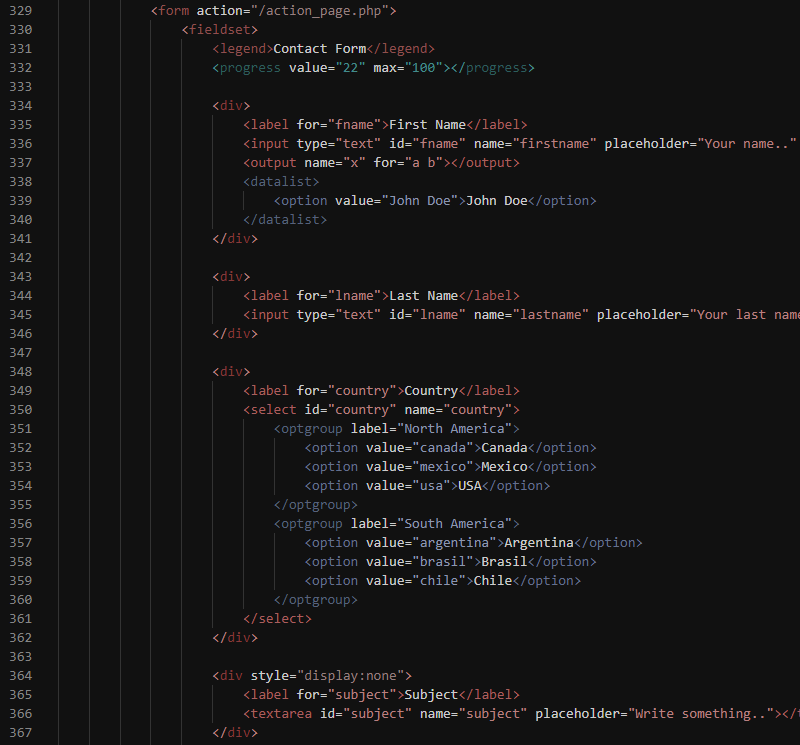 329 <form action="/action_page.php">
330 <fieldset>
331 <legend>Contact Form</legend>
332 <progress value="22" max="100"></progress>
333
334 <div>
335 <label for="fname">First Name</label>
336 <input type="text" id="fname" name="firstname" placeholder="Your name.."
337 <output name="x" for="a b"></output>
338 <datalist>
339 <option value="John Doe">John Doe</option>
340 </datalist>
341 </div>
342
343 <div>
344 <label for="lname">Last Name</label>
345 <input type="text" id="lname" name="lastname" placeholder="Your last name
346 </div>
347
348 <div>
349 <label for="country">Country</label>
350 <select id="country" name="country">
351 <optgroup label="North America">
352 <option value="canada">Canada</option>
353 <option value="mexico">Mexico</option>
354 <option value="usa">USA</option>
355 </optgroup>
356 <optgroup label="South America">
357 <option value="argentina">Argentina</option>
358 <option value="brasil">Brasil</option>
359 <option value="chile">Chile</option>
360 </optgroup>
361 </select>
362 </div>
363
364 <div style="display:none">
365 <label for="subject">Subject</label>
366 <textarea id="subject" name="subject" placeholder="Write something.."></t
367 </div>